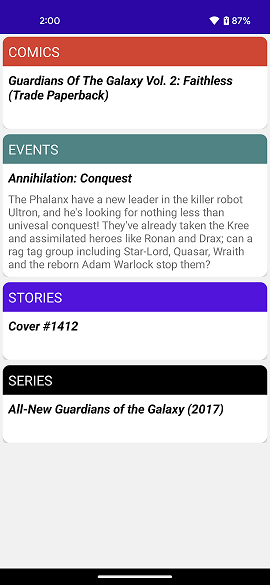 2:00
87%
COMICS
Guardians Of The Galaxy Vol. 2: Faithless
(Trade Paperback)
EVENTS
Annihilation: Conquest
The Phalanx have a new leader in the killer robot
Ultron, and he's looking for nothing less than
univesal conquest! They've already taken the Kree
and assimilated heroes like Ronan and Drax; can a
rag tag group including Star-Lord, Quasar, Wraith
and the reborn Adam Warlock stop them?
STORIES
Cover #1412
SERIES
All-New Guardians of the Galaxy (2017)